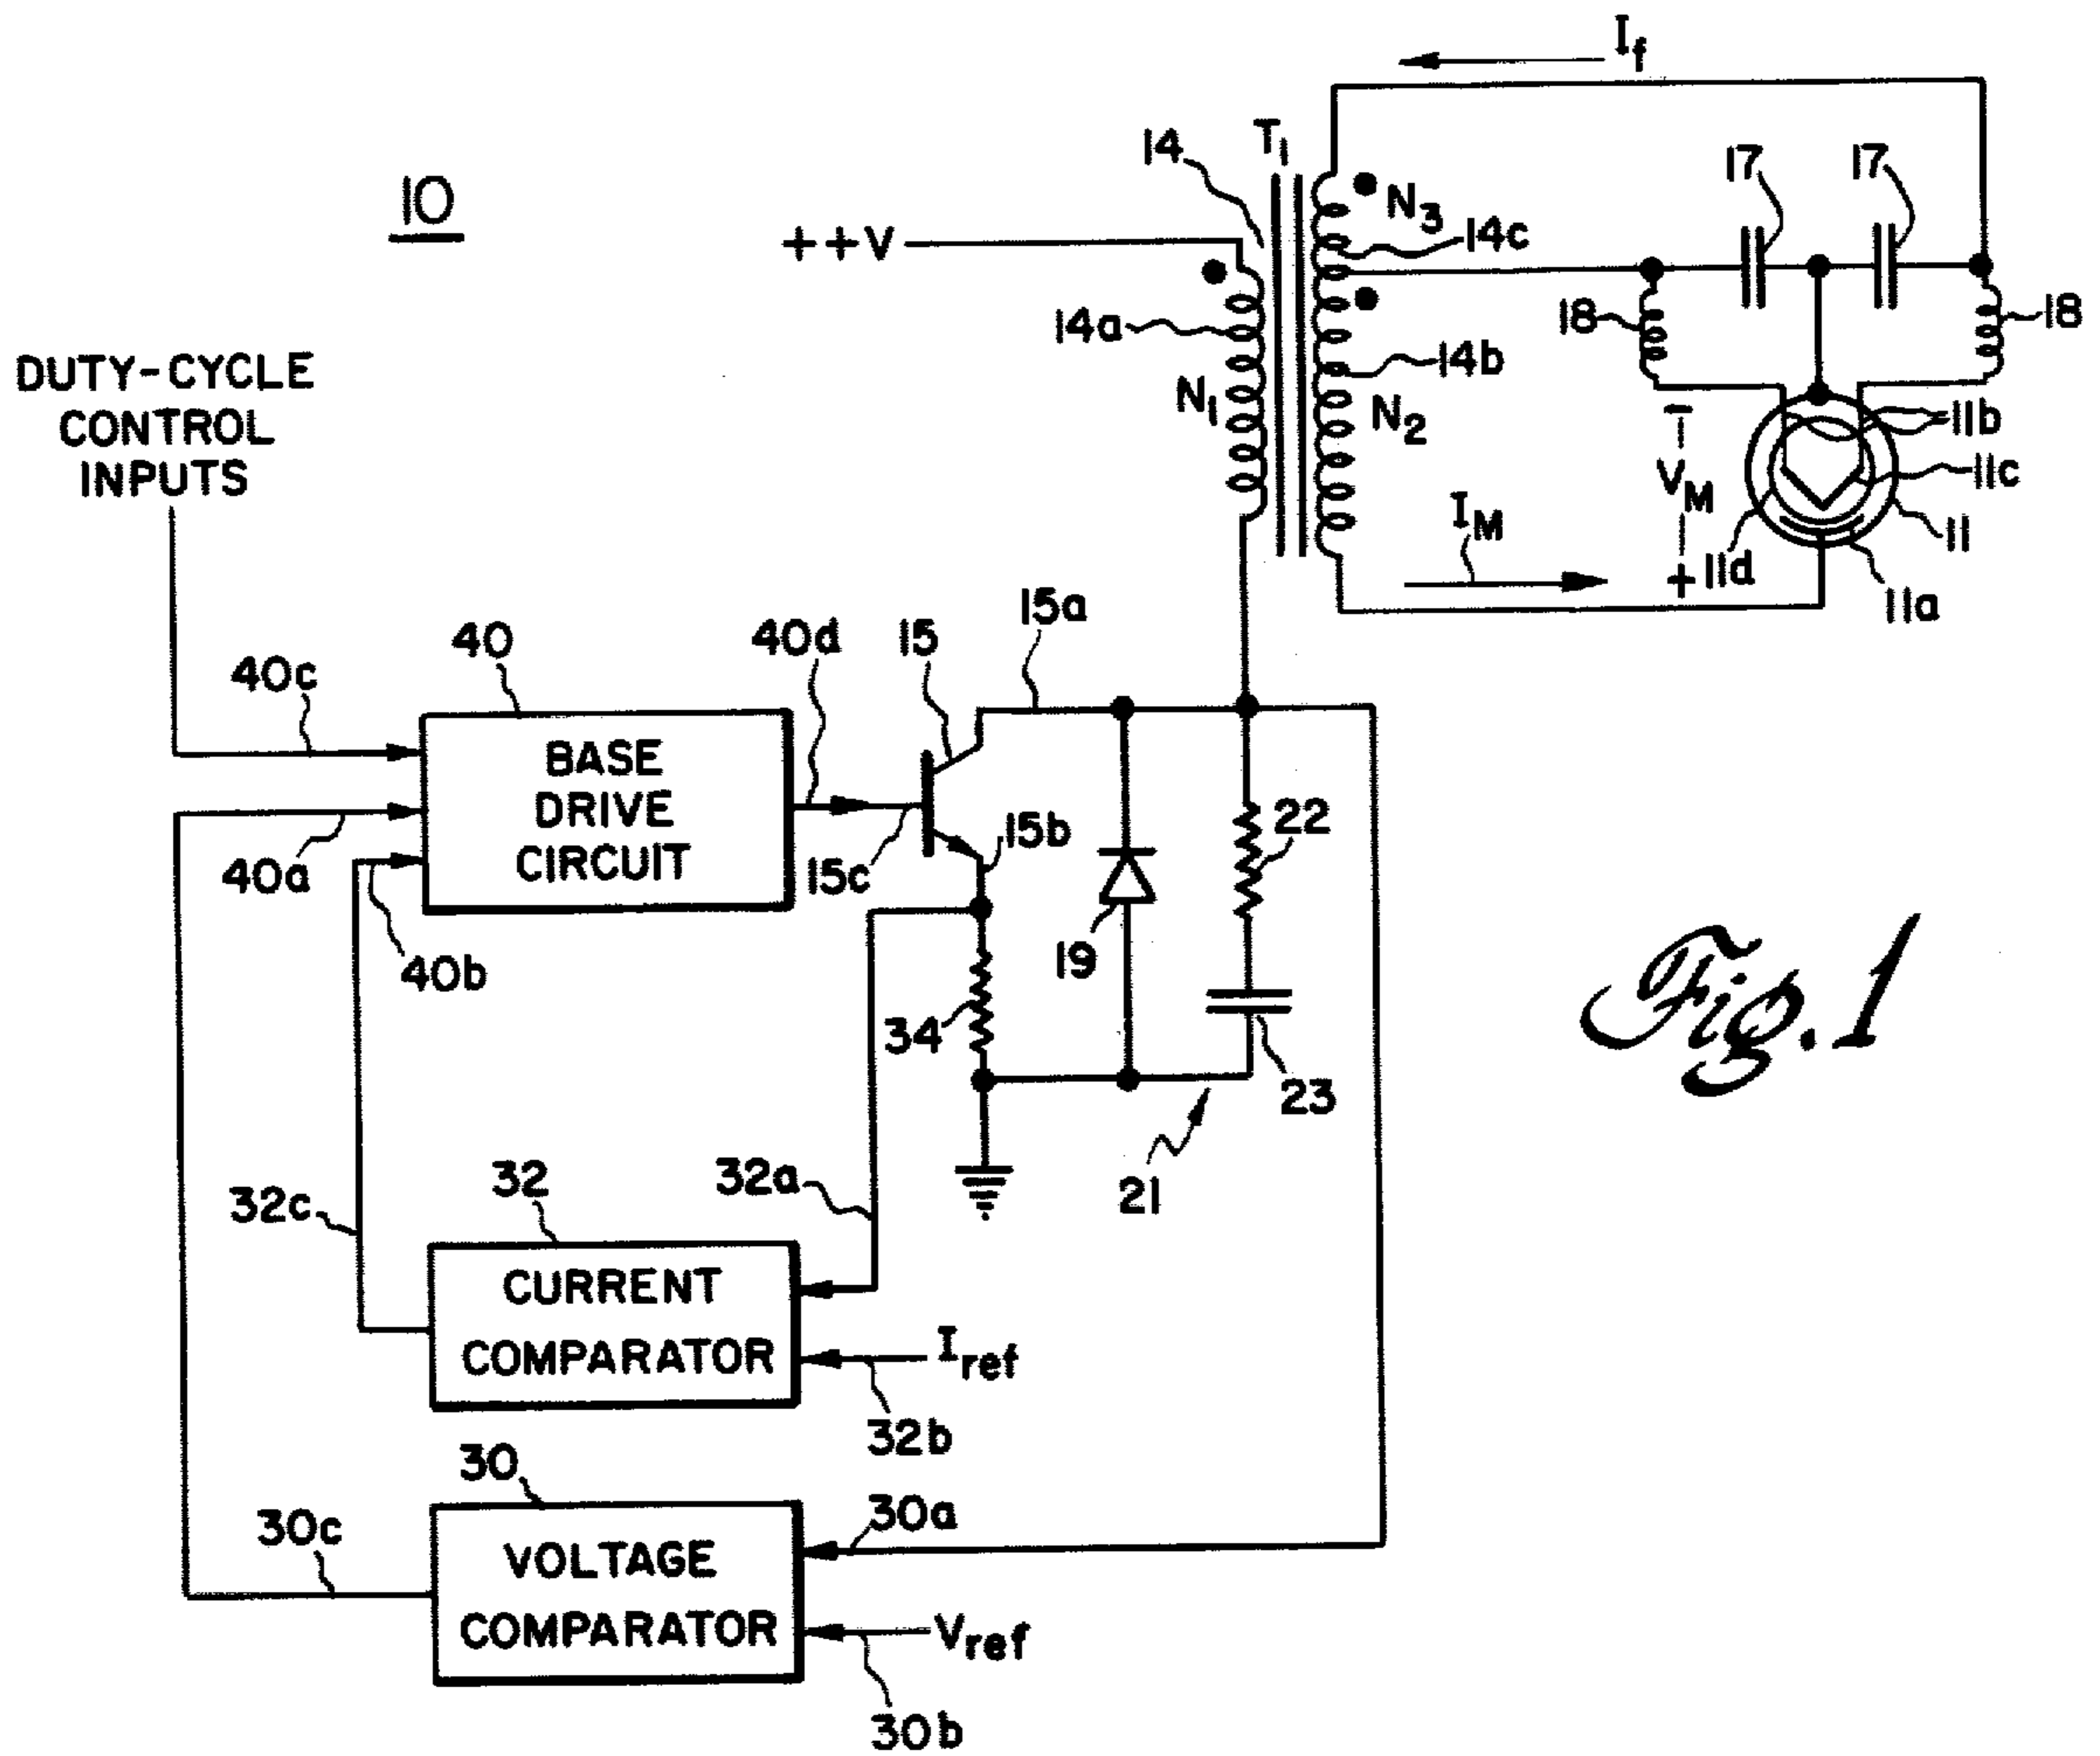 I_f
14
T_1
17
17
10
N_3
++V
14c
14a
18
18
DUTY-CYCLE
CONTROL
INPUTS
14b
N_1
N_2
11b
−
V_M
+
11c
I_M
11
11d
11a
15a
40
40d
15
40c
BASE
DRIVE
CIRCUIT
22
15b
40a
15c
40b
19
34
23
Fig. 1
32
32a
32c
21
CURRENT
COMPARATOR
I_ref
32b
30
30a
30c
VOLTAGE
COMPARATOR
V_ref
30b